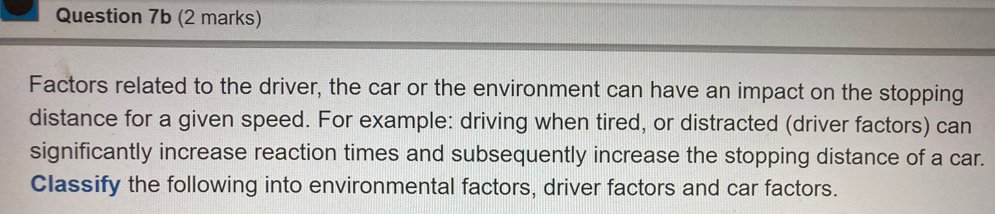 Question 7b (2 marks)
Factors related to the driver, the car or the environment can have an impact on the stopping
distance for a given speed. For example: driving when tired, or distracted (driver factors) can
significantly increase reaction times and subsequently increase the stopping distance of a car.
Classify the following into environmental factors, driver factors and car factors.